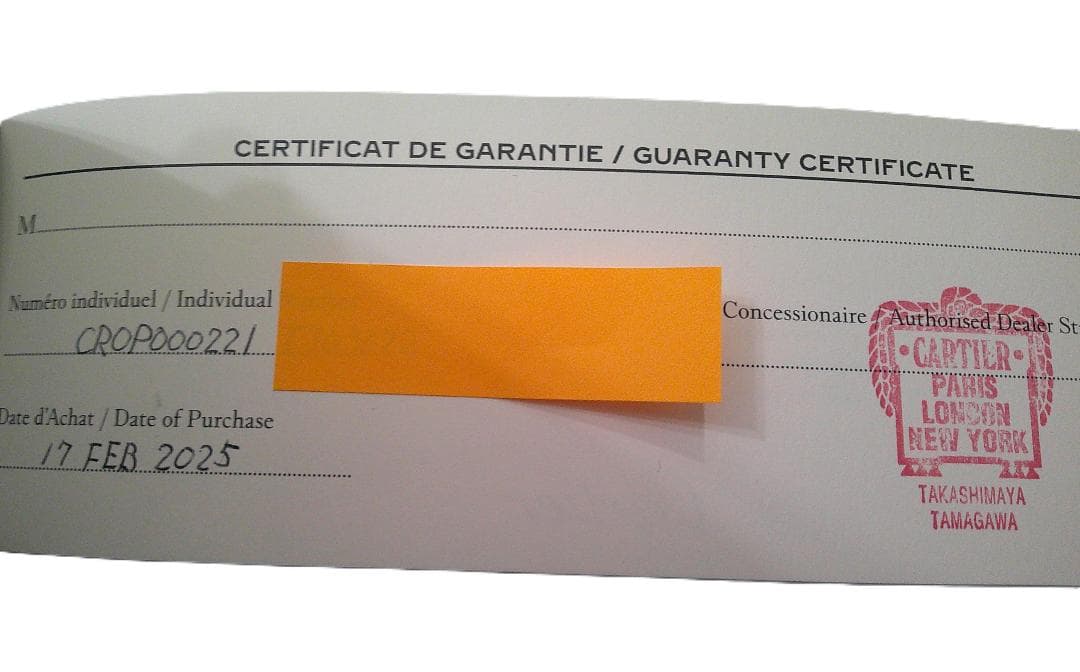 CERTIFICAT DE GARANTIE / GUARANTY CERTIFICATE
M
Numéro individuel / Individual
CROP000221
Concessionaire / Authorised Dealer St
Date d'Achat / Date of Purchase
17 FEB 2025
• CARTIER •
PARIS
LONDON
NEW YORK
TAKASHIMAYA
TAMAGAWA